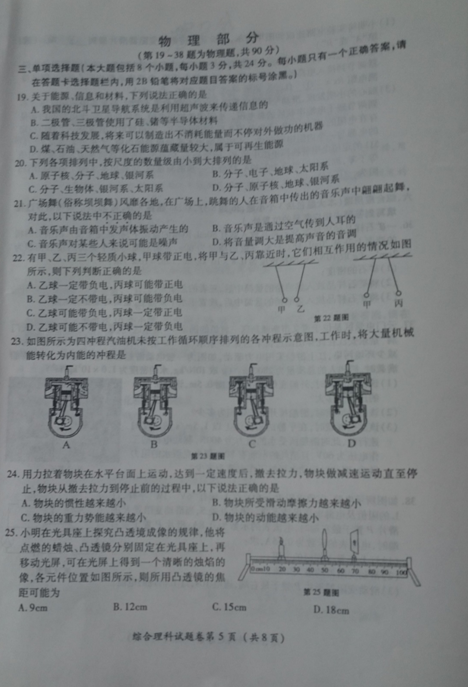 物 理 部 分
(第19~38题为物理题,共90分)
三、单项选择题(本大题包括8个小题,每小题3分,共24分。每小题只有一个正确答案,请
在答题卡选择题栏内,用2B铅笔将对应题目答案的标号涂黑。)
19.关于能源、信息和材料,下列说法正确的是
A.我国的北斗卫星导航系统是利用超声波来传递信息的
B.二极管、三极管使用了硅、锗等半导体材料
C.随着科技发展,将来可以制造出不消耗能量而不停对外做功的机器
D.煤、石油、天然气等化石能源蕴藏量较大,属于可再生能源
20.下列各项排列中,按尺度的数量级由小到大排列的是
A.原子核、分子、地球、银河系 B.分子、电子、地球、太阳系
C.分子、生物体、银河系、太阳系 D.分子、原子核、地球、银河系
21.广场舞(俗称坝坝舞)风靡各地,在广场上,跳舞的人在音箱中传出的音乐声中翩翩起舞,
对此,以下说法中不正确的是
A.音乐声由音箱中发声体振动产生的 B.音乐声是通过空气传到人耳的
C.音乐声对某些人来说可能是噪声 D.将音量调大是提高声音的音调
22.有甲、乙、丙三个轻质小球,甲球带正电,将甲与乙、丙靠近时,它们相互作用的情况如图
所示,则下列判断正确的是
A.乙球一定带负电,丙球可能带正电
B.乙球一定不带电,丙球可能带负电
C.乙球可能带负电,丙球一定带正电
D.乙球可能不带电,丙球一定带负电
甲 乙 甲 丙
第22题图
23.如图所示为四冲程汽油机未按工作循环顺序排列的各冲程示意图,工作时,将大量机械
能转化为内能的冲程是
A B C D
第23题图
24.用力拉着物块在水平台面上运动,达到一定速度后,撤去拉力,物块做减速运动直至停
止,物块从撤去拉力到停止前的过程中,以下说法正确的是
A.物块的惯性越来越小 B.物块所受滑动摩擦力越来越小
C.物块的重力势能越来越小 D.物块的动能越来越小
25.小明在光具座上探究凸透镜成像的规律,他将
点燃的蜡烛、凸透镜分别固定在光具座上,再
移动光屏,可在光屏上得到一个清晰的烛焰的
像,各元件位置如图所示,则所用凸透镜的焦
距可能为
0cm10 20 30 40 50 60 70 80 90 100
第25题图
A.9cm B.12cm C.15cm D.18cm
综合理科试题卷第5页(共8页)